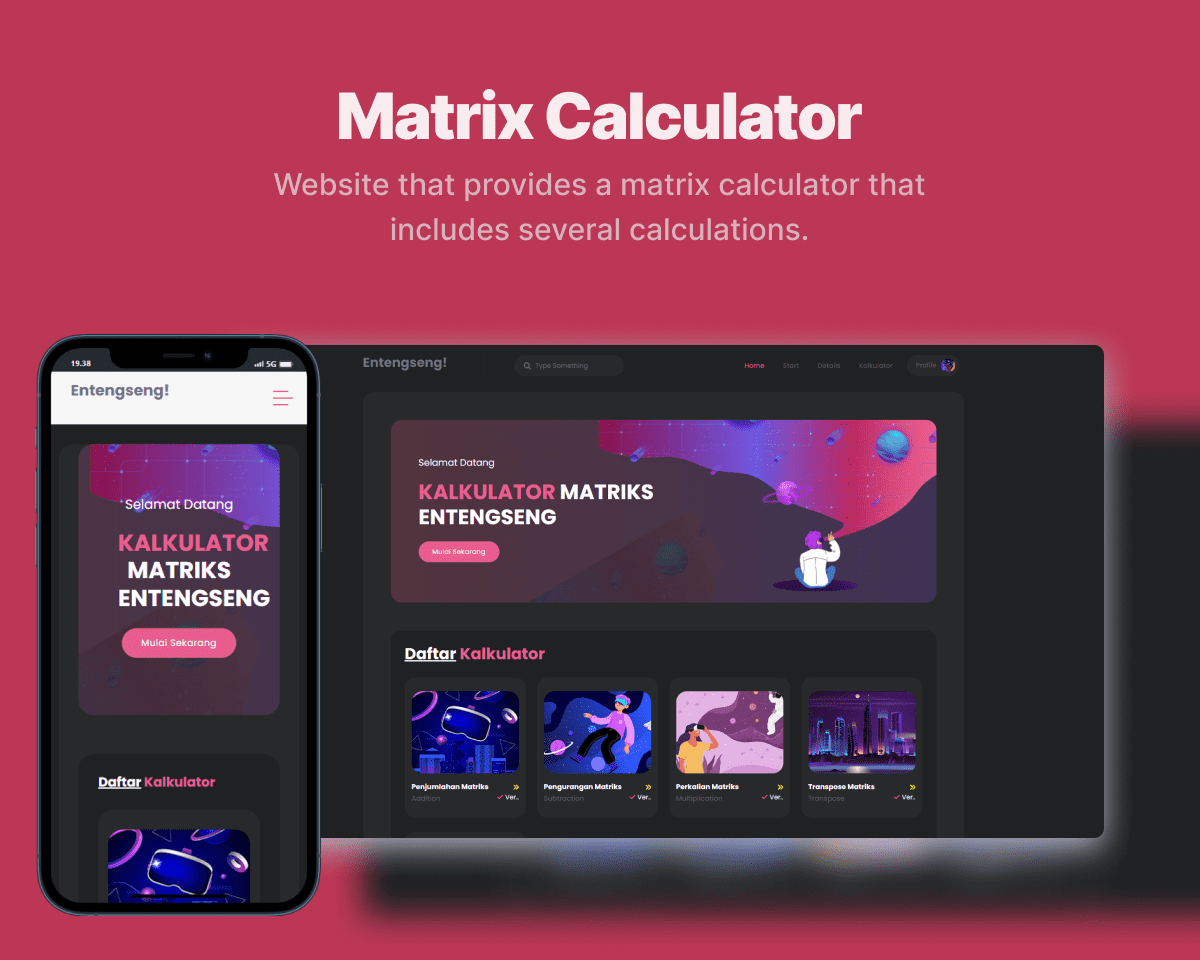 Matrix Calculator
Website that provides a matrix calculator that
includes several calculations.
19.38
5G
Entengseng!
Selamat Datang
KALKULATOR
MATRIKS
ENTENGSENG
Mulai Sekarang
Daftar Kalkulator
Entengseng!
Type Something
Home
Start
Details
Kalkulator
Profile
Selamat Datang
KALKULATOR MATRIKS
ENTENGSENG
Mulai Sekarang
Daftar Kalkulator
Penjumlahan Matriks
Addition
Ver..
Pengurangan Matriks
Subtraction
Ver..
Perkalian Matriks
Multiplication
Ver..
Transpose Matriks
Transpose
Ver..